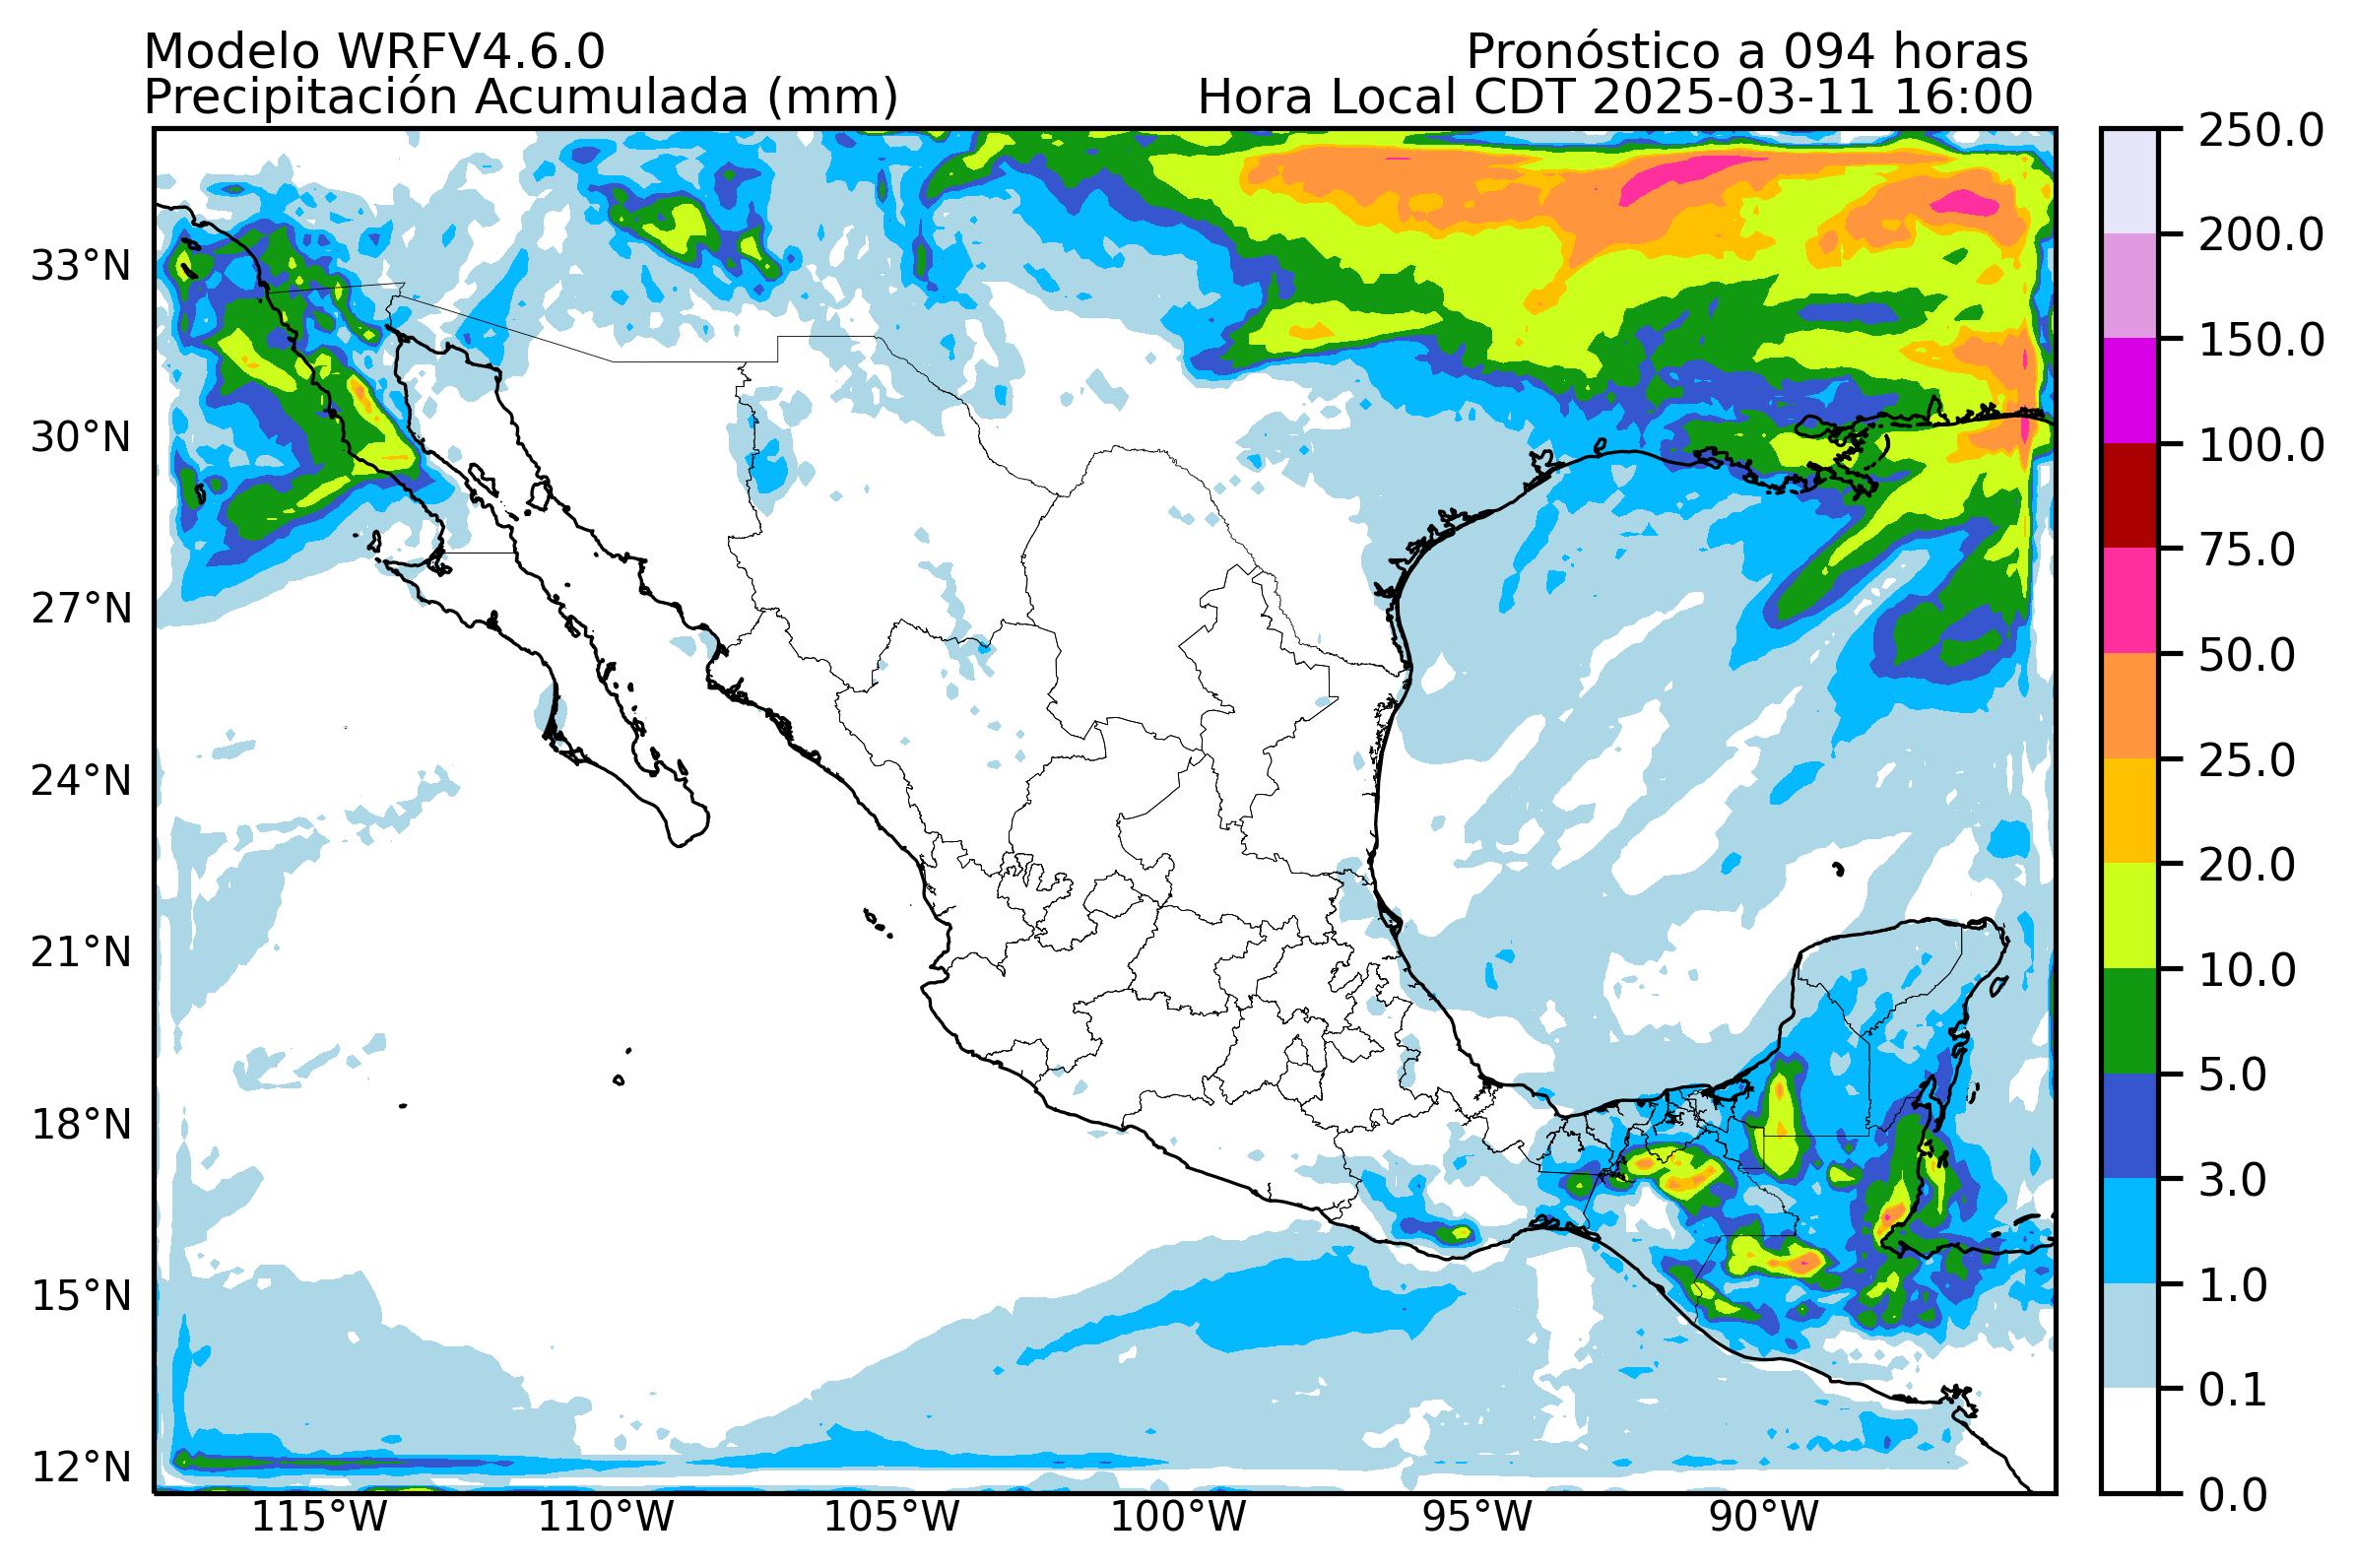 Modelo WRFV4.6.0
Pronóstico a 094 horas
Precipitación Acumulada (mm)
Hora Local CDT 2025-03-11 16:00
33°N
30°N
27°N
24°N
21°N
18°N
15°N
12°N
115°W
110°W
105°W
100°W
95°W
90°W
250.0
200.0
150.0
100.0
75.0
50.0
25.0
20.0
10.0
5.0
3.0
1.0
0.1
0.0